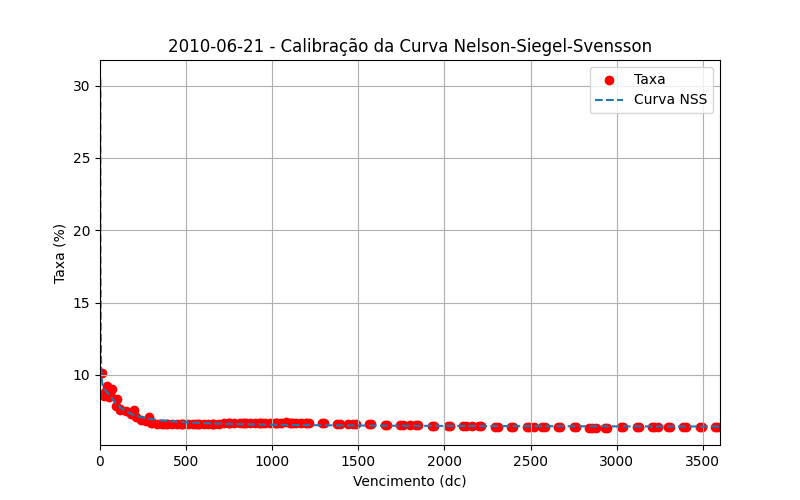 2010-06-21 - Calibração da Curva Nelson-Siegel-Svensson
Taxa
Curva NSS
30
25
20
15
10
Taxa (%)
0 500 1000 1500 2000 2500 3000 3500
Vencimento (dc)